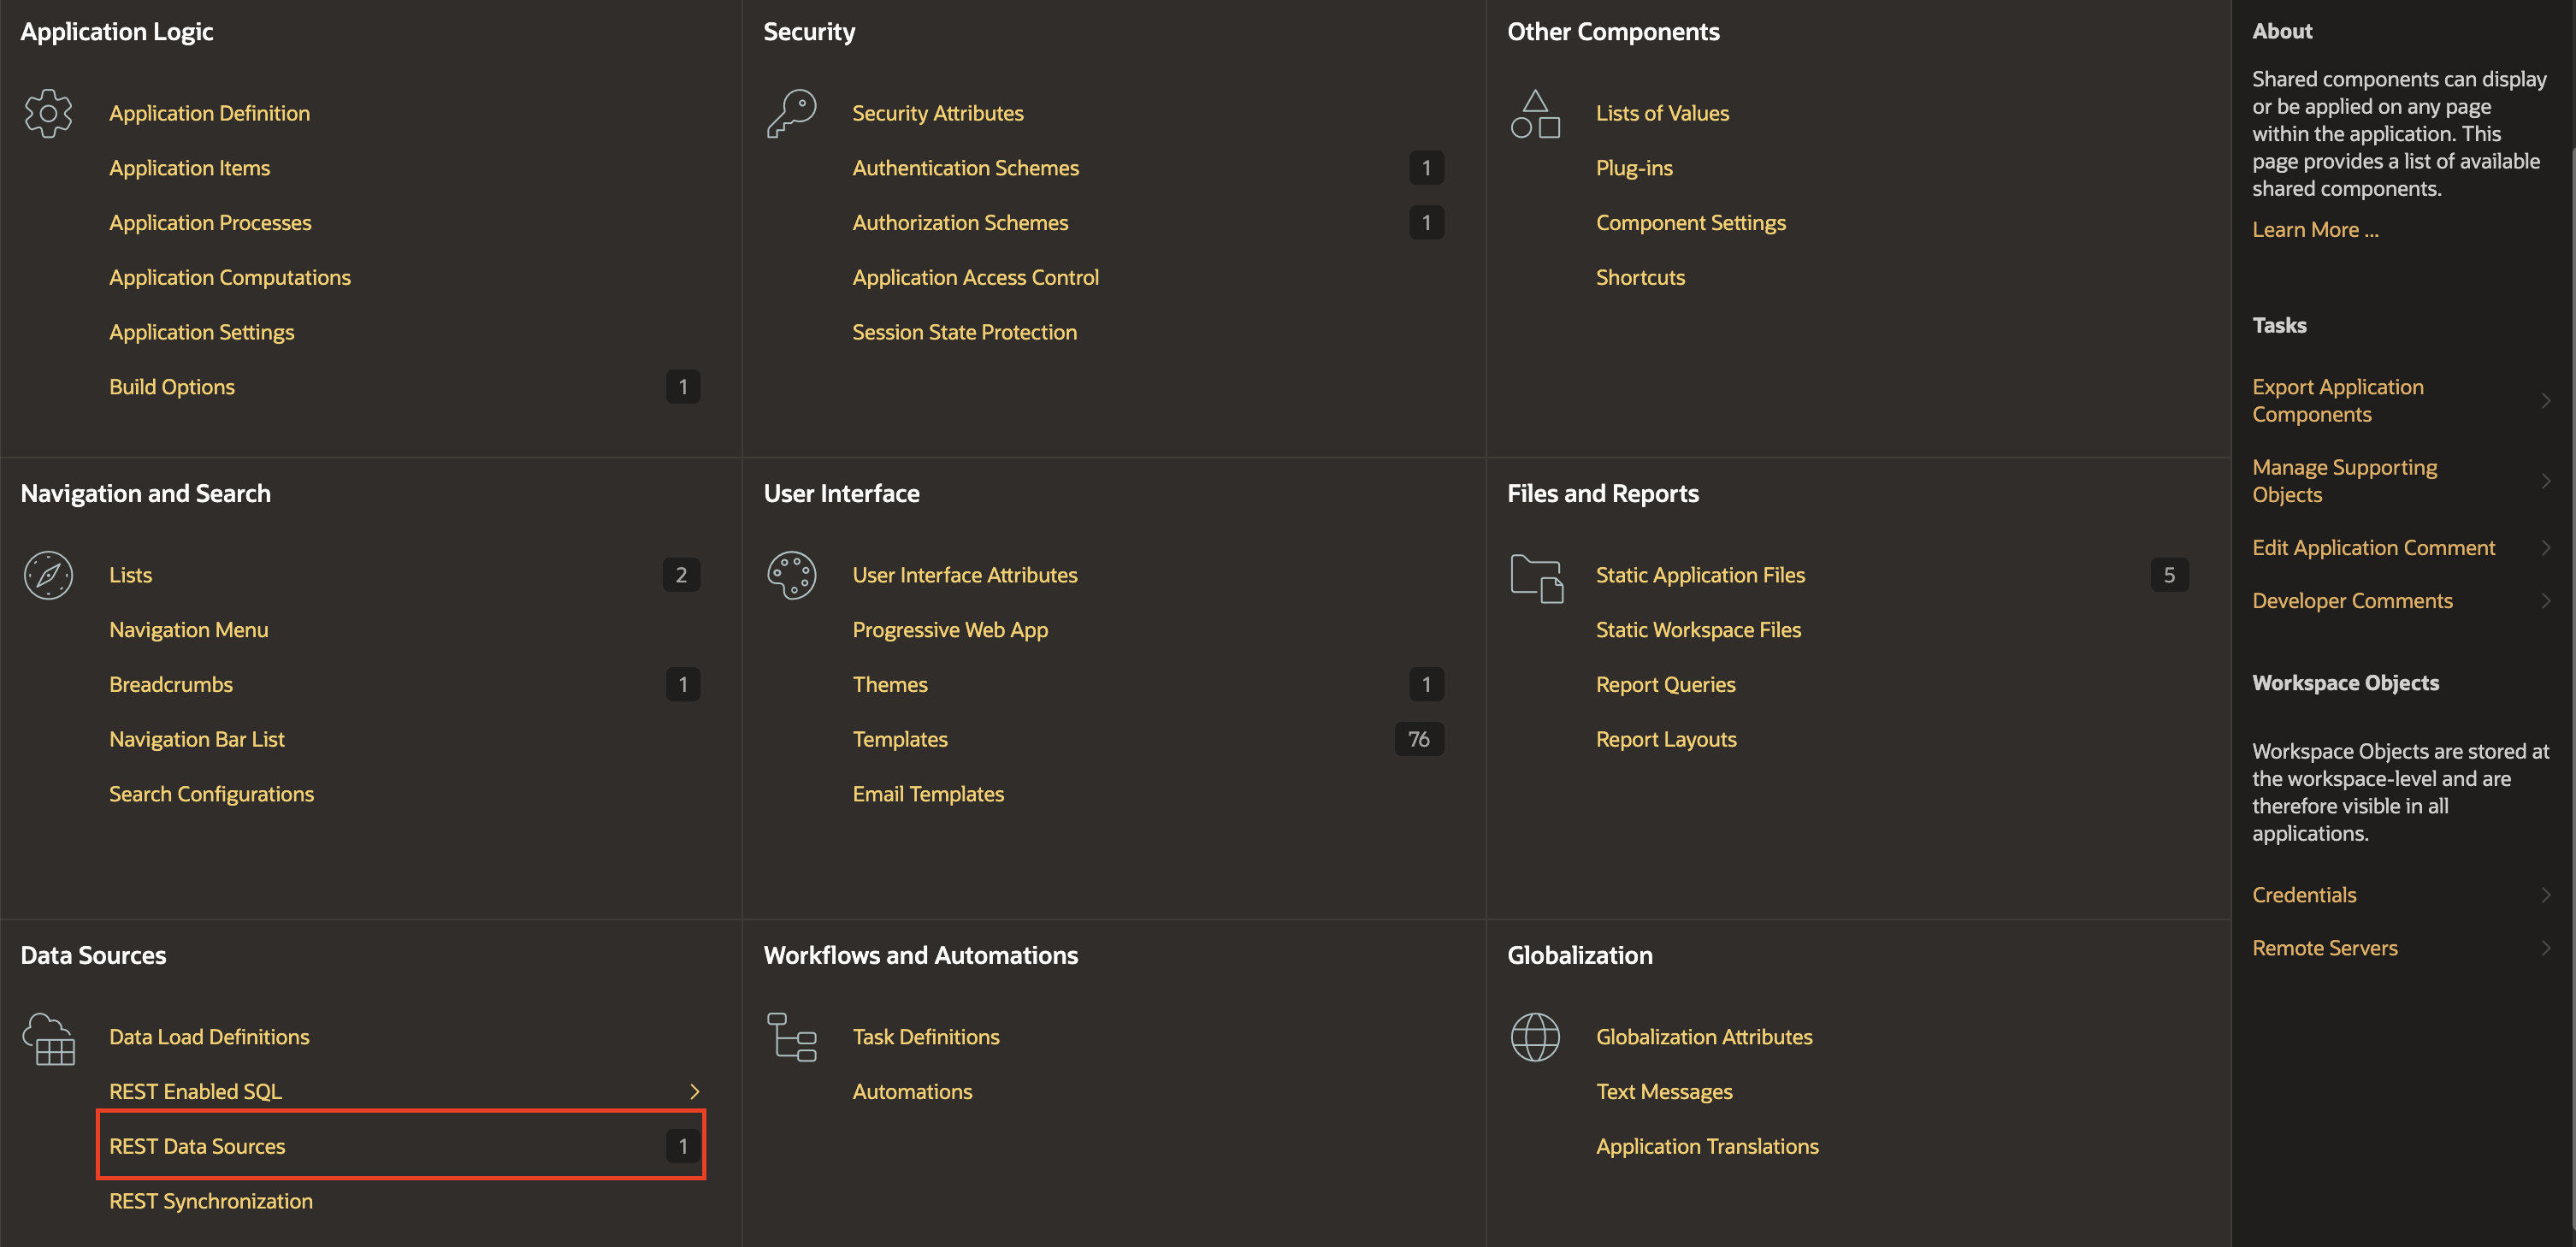 Application Logic
Application Definition
Application Items
Application Processes
Application Computations
Application Settings
Build Options 1
Security
Security Attributes
Authentication Schemes 1
Authorization Schemes 1
Application Access Control
Session State Protection
Other Components
Lists of Values
Plug-ins
Component Settings
Shortcuts
Navigation and Search
Lists 2
Navigation Menu
Breadcrumbs 1
Navigation Bar List
Search Configurations
User Interface
User Interface Attributes
Progressive Web App
Themes 1
Templates 76
Email Templates
Files and Reports
Static Application Files 5
Static Workspace Files
Report Queries
Report Layouts
Data Sources
Data Load Definitions
REST Enabled SQL
REST Data Sources 1
REST Synchronization
Workflows and Automations
Task Definitions
Automations
Globalization
Globalization Attributes
Text Messages
Application Translations
About
Shared components can display
or be applied on any page
within the application. This
page provides a list of available
shared components.
Learn More ...
Tasks
Export Application
Components
Manage Supporting
Objects
Edit Application Comment
Developer Comments
Workspace Objects
Workspace Objects are stored at
the workspace-level and are
therefore visible in all
applications.
Credentials
Remote Servers